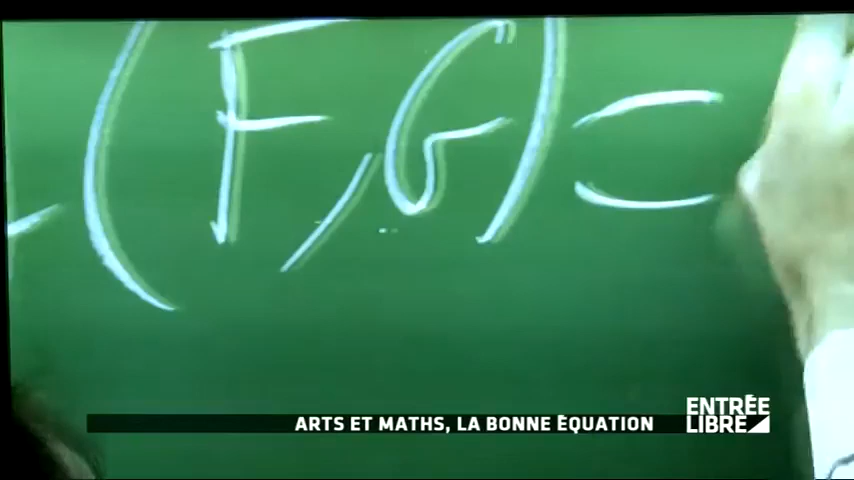 (F,G)=
ARTS ET MATHS, LA BONNE ÉQUATION
ENTRÉE
LIBRE